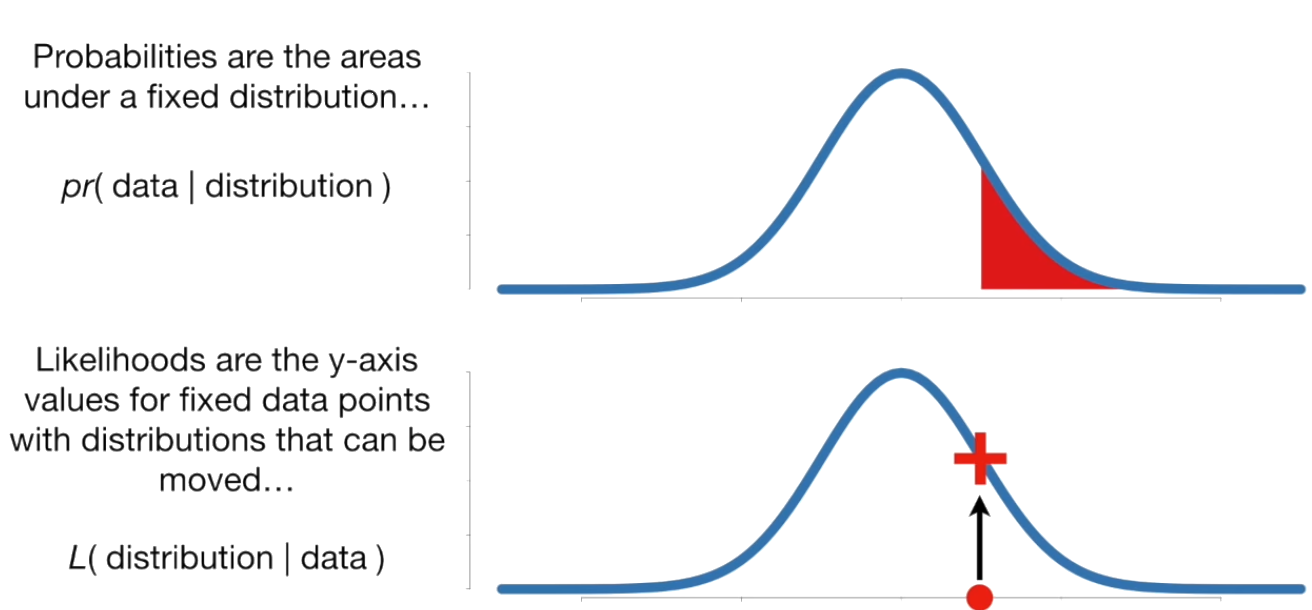 Probabilities are the areas
under a fixed distribution…
pr( data | distribution )
Likelihoods are the y-axis
values for fixed data points
with distributions that can be
moved…
L( distribution | data )